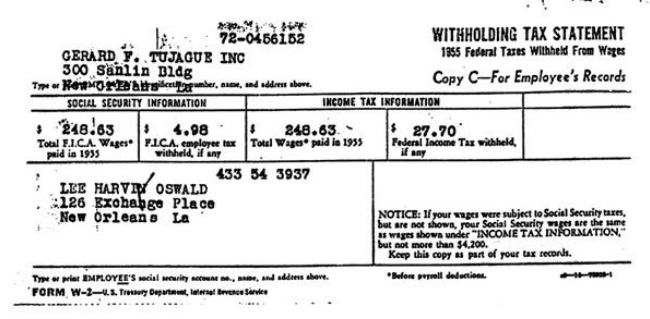 72-0456152
WITHHOLDING TAX STATEMENT
1955 Federal Taxes Withheld From Wages
GERARD F. TUJAGUE INC
300 Sanlin Bldg
Copy C—For Employee's Records
New Orleans La
Type or number, name, and address above.
SOCIAL SECURITY INFORMATION
INCOME TAX INFORMATION
$ 248.63
$ 4.98
$ 248.63
$ 27.70
Total F.I.C.A. Wages* paid in 1955
F.I.C.A. employee tax withheld, if any
Total Wages* paid in 1955
Federal Income Tax withheld, if any
433 54 3937
LEE HARVEY OSWALD
126 Exchange Place
New Orleans La
NOTICE: If your wages were subject to Social Security taxes,
but are not shown, your Social Security wages are the same
as wages shown under "INCOME TAX INFORMATION,"
but not more than $4,200.
Keep this copy as part of your tax records.
Type or print EMPLOYEE'S social security account no., name, and address above.
*Before payroll deductions.
FORM W-2—U.S. Treasury Department, Internal Revenue Service